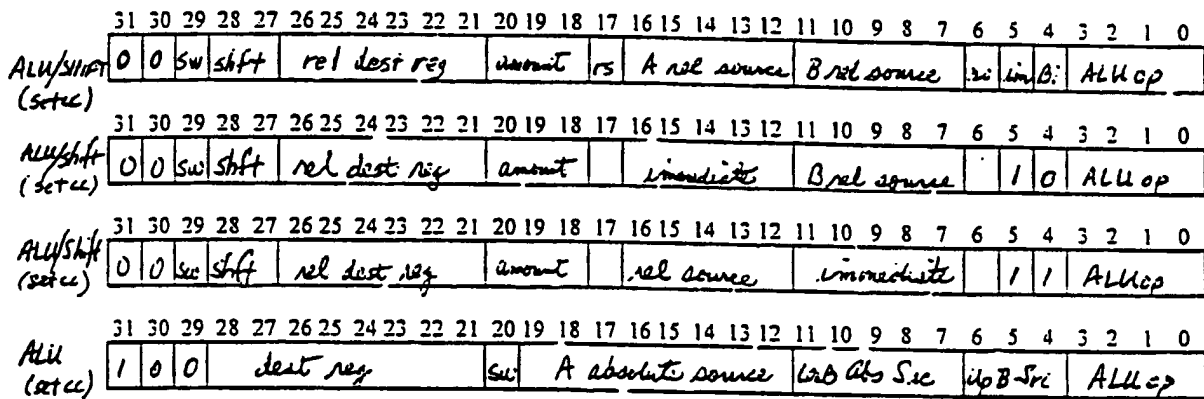 31 30 29 28 27 26 25 24 23 22 21 20 19 18 17 16 15 14 13 12 11 10 9 8 7 6 5 4 3 2 1 0
ALU/SHIFT 0 0 sw shft rel dest reg amount rs A rel source B rel source im Bi ALU op
(setcc)
31 30 29 28 27 26 25 24 23 22 21 20 19 18 17 16 15 14 13 12 11 10 9 8 7 6 5 4 3 2 1 0
ALU/shft 0 0 sw shft rel dest reg amount immediate B rel source 1 0 ALU op
(setcc)
31 30 29 28 27 26 25 24 23 22 21 20 19 18 17 16 15 14 13 12 11 10 9 8 7 6 5 4 3 2 1 0
ALU/Shift 0 0 sw shft rel dest reg amount rel source immediate 1 1 ALU op
(setcc)
31 30 29 28 27 26 25 24 23 22 21 20 19 18 17 16 15 14 13 12 11 10 9 8 7 6 5 4 3 2 1 0
ALU 1 0 0 dest reg sw A absolute source Abs Src ALU op
(setcc)